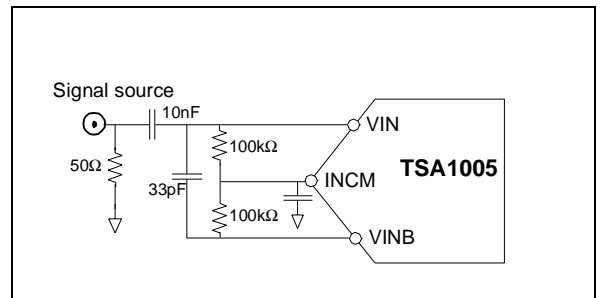 Signal source
10nF
VIN
100kΩ
50Ω
TSA1005
INCM
33pF
100kΩ
VINB